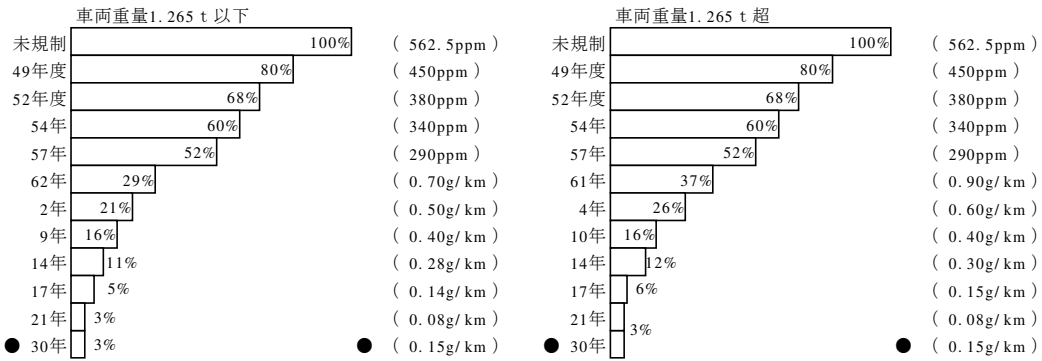 車両重量1.265ｔ以下
未規制 100% ( 562.5ppm )
49年度 80% ( 450ppm )
52年度 68% ( 380ppm )
54年 60% ( 340ppm )
57年 52% ( 290ppm )
62年 29% ( 0.70g/km )
2年 21% ( 0.50g/km )
9年 16% ( 0.40g/km )
14年 11% ( 0.28g/km )
17年 5% ( 0.14g/km )
21年 3% ( 0.08g/km )
● 30年 3% ● ( 0.15g/km )
車両重量1.265ｔ超
未規制 100% ( 562.5ppm )
49年度 80% ( 450ppm )
52年度 68% ( 380ppm )
54年 60% ( 340ppm )
57年 52% ( 290ppm )
61年 37% ( 0.90g/km )
4年 26% ( 0.60g/km )
10年 16% ( 0.40g/km )
14年 12% ( 0.30g/km )
17年 6% ( 0.15g/km )
21年 3% ( 0.08g/km )
● 30年 ● ( 0.15g/km )